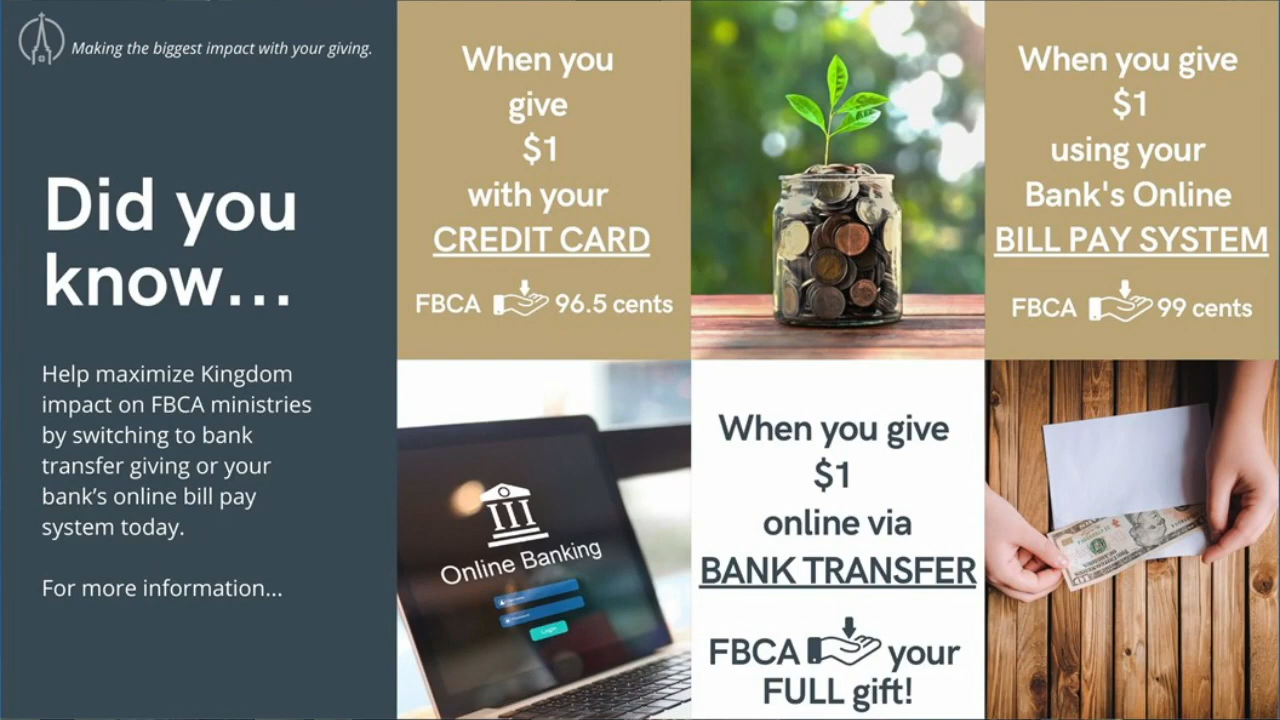 Making the biggest impact with your giving.
Did you
know...
Help maximize Kingdom
impact on FBCA ministries
by switching to bank
transfer giving or your
bank's online bill pay
system today.
For more information...
When you
give
$1
with your
CREDIT CARD
FBCA 96.5 cents
When you give
$1
using your
Bank's Online
BILL PAY SYSTEM
FBCA 99 cents
Online Banking
Login
When you give
$1
online via
BANK TRANSFER
FBCA your
FULL gift!